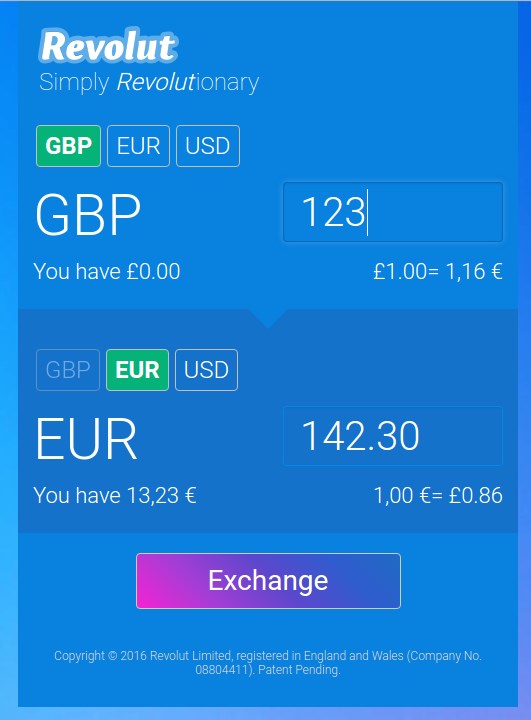 Revolut
Simply Revolutionary
GBP EUR USD
GBP 123
You have £0.00 £1.00= 1,16 €
GBP EUR USD
EUR 142.30
You have 13,23 € 1,00 €= £0.86
Exchange
Copyright © 2016 Revolut Limited, registered in England and Wales (Company No.
08804411). Patent Pending.